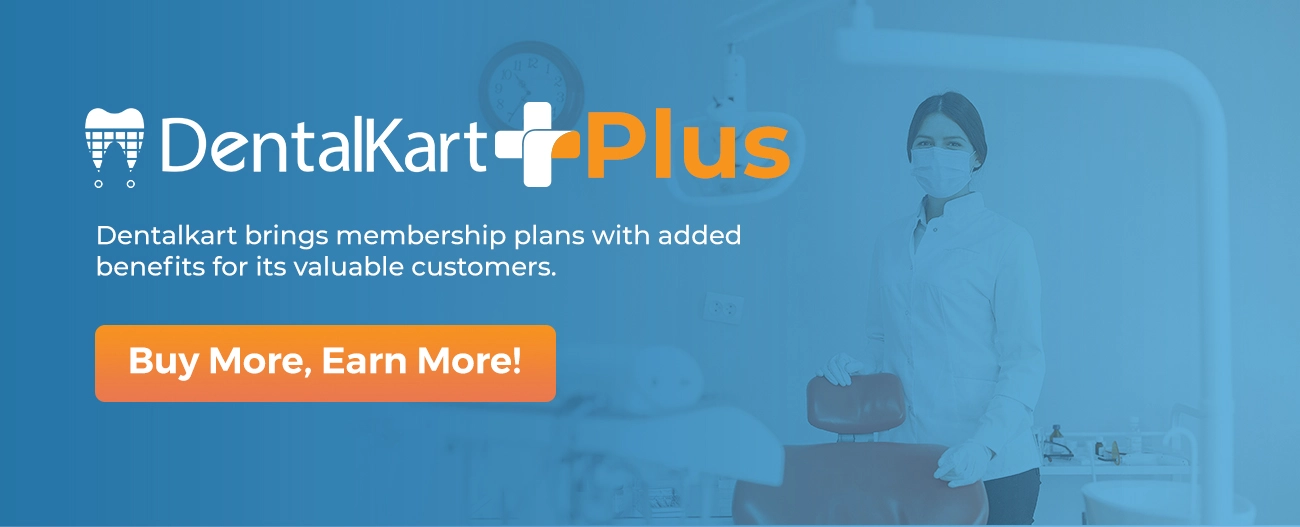 DentalKart Plus
Dentalkart brings membership plans with added
benefits for its valuable customers.
Buy More, Earn More!